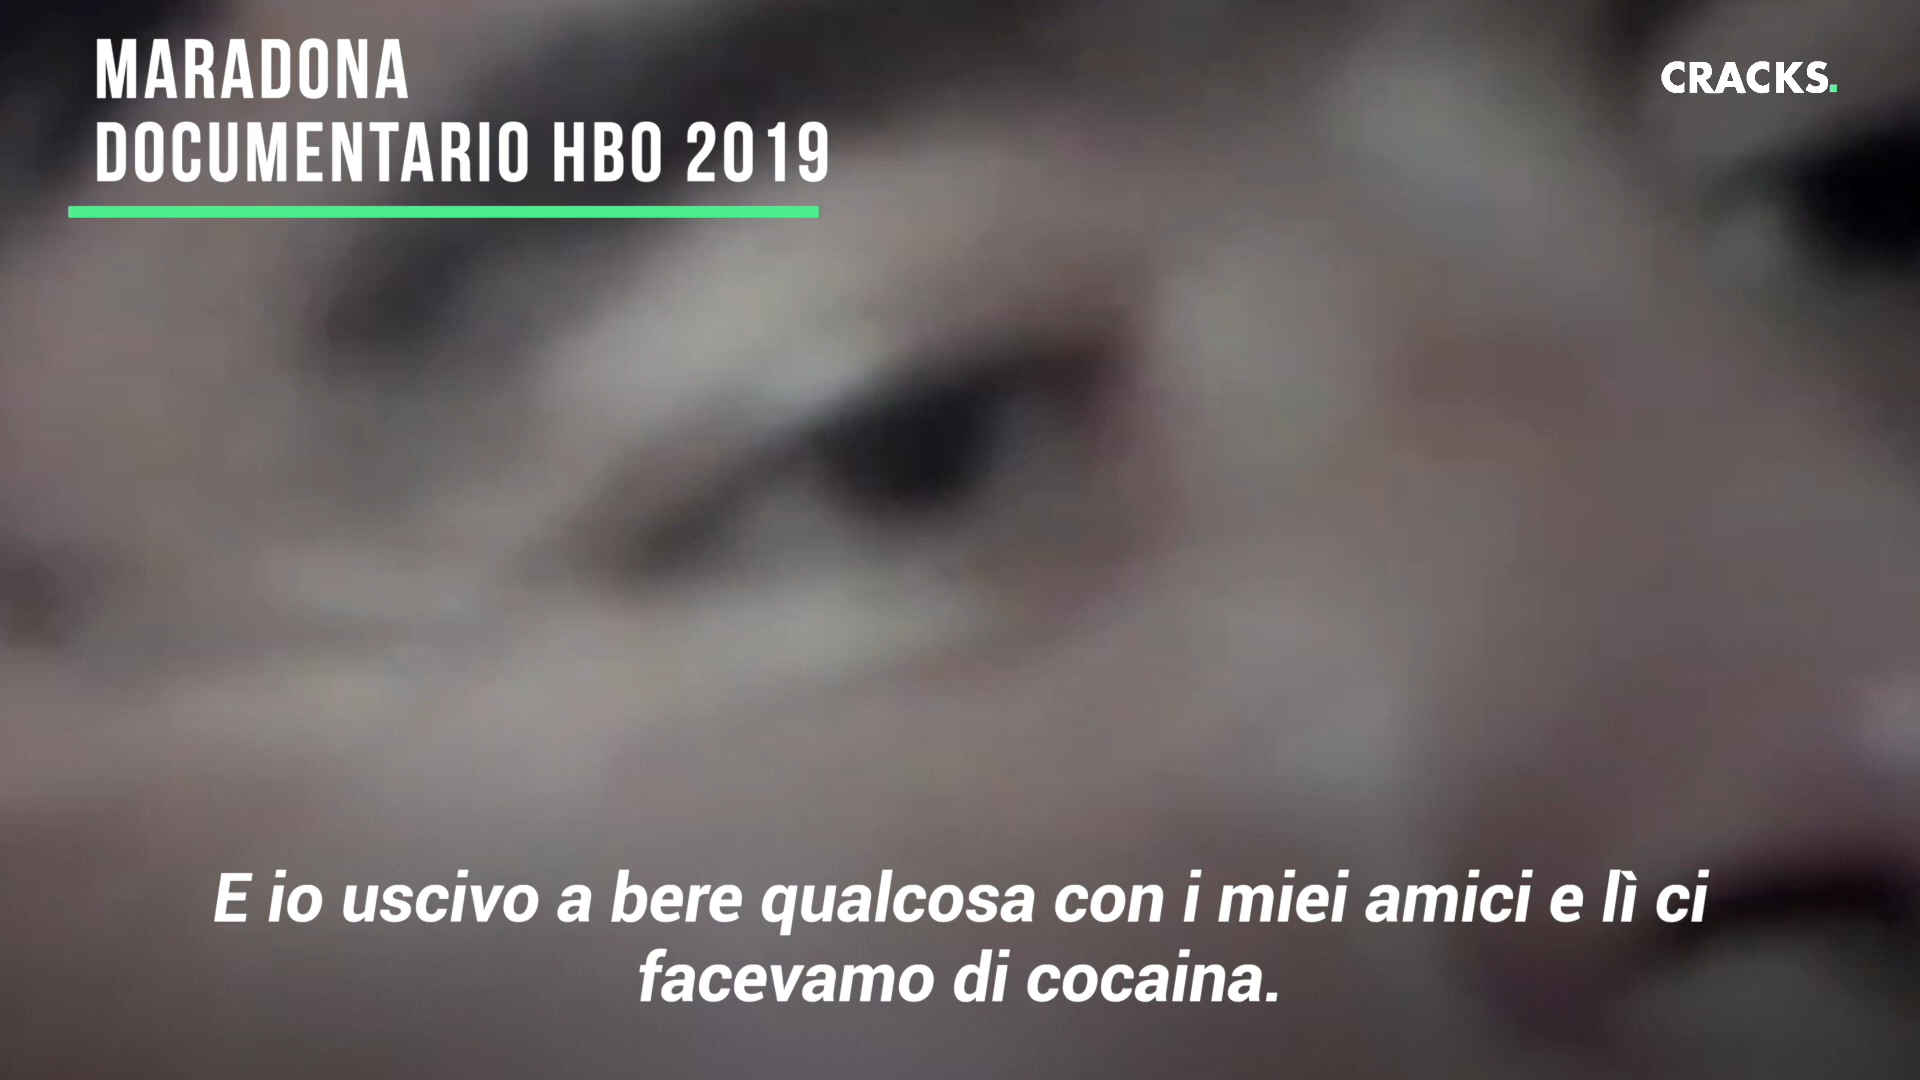 MARADONA
DOCUMENTARIO HBO 2019
CRACKS.
E io uscivo a bere qualcosa con i miei amici e lì ci
facevamo di cocaina.